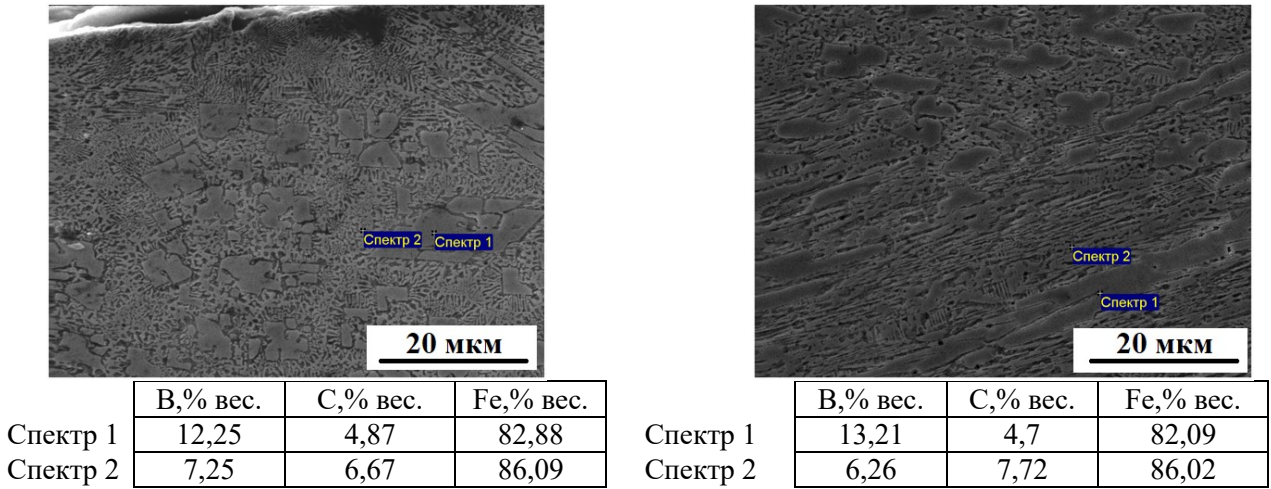 Спектр 2 Спектр 1
20 мкм
B,% вес. C,% вес. Fe,% вес.
Спектр 1 12,25 4,87 82,88
Спектр 2 7,25 6,67 86,09
Спектр 2
Спектр 1
20 мкм
B,% вес. C,% вес. Fe,% вес.
Спектр 1 13,21 4,7 82,09
Спектр 2 6,26 7,72 86,02